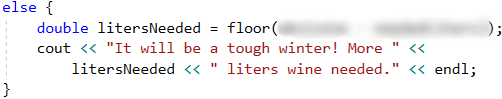 else {
double litersNeeded = floor( );
cout << "It will be a tough winter! More " <<
litersNeeded << " liters wine needed." << endl;
}